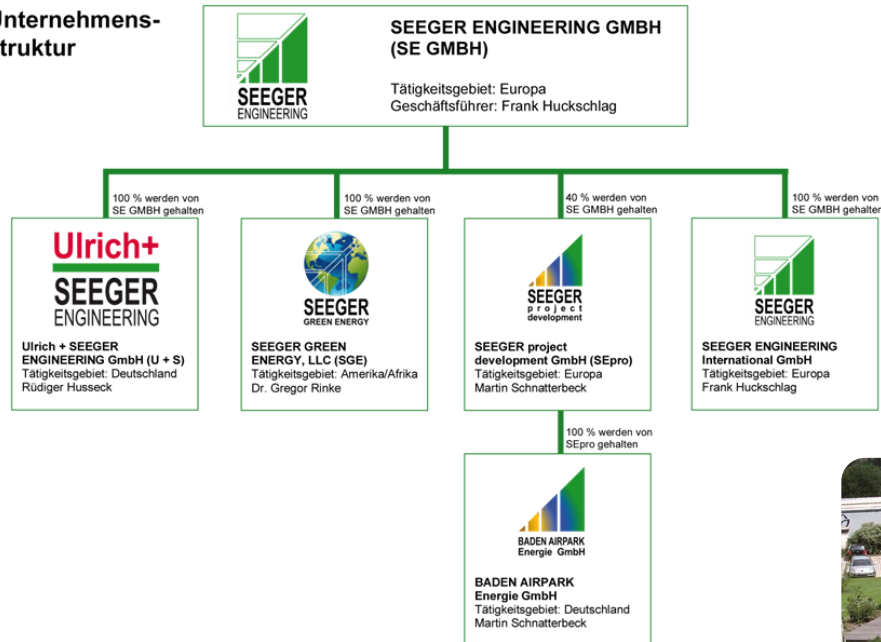 Unternehmens-
truktur
SEEGER
ENGINEERING
SEEGER ENGINEERING GMBH
(SE GMBH)
Tätigkeitsgebiet: Europa
Geschäftsführer: Frank Huckschlag
100 % werden von
SE GMBH gehalten
100 % werden von
SE GMBH gehalten
40 % werden von
SE GMBH gehalten
100 % werden von
SE GMBH gehalten
Ulrich+
SEEGER
ENGINEERING
Ulrich + SEEGER
ENGINEERING GmbH (U + S)
Tätigkeitsgebiet: Deutschland
Rüdiger Husseck
SEEGER
GREEN ENERGY
SEEGER GREEN
ENERGY, LLC (SGE)
Tätigkeitsgebiet: Amerika/Afrika
Dr. Gregor Rinke
SEEGER
project
development
SEEGER project
development GmbH (SEpro)
Tätigkeitsgebiet: Europa
Martin Schnatterbeck
SEEGER
ENGINEERING
SEEGER ENGINEERING
International GmbH
Tätigkeitsgebiet: Europa
Frank Huckschlag
100 % werden von
SEpro gehalten
BADEN AIRPARK
Energie GmbH
BADEN AIRPARK
Energie GmbH
Tätigkeitsgebiet: Deutschland
Martin Schnatterbeck